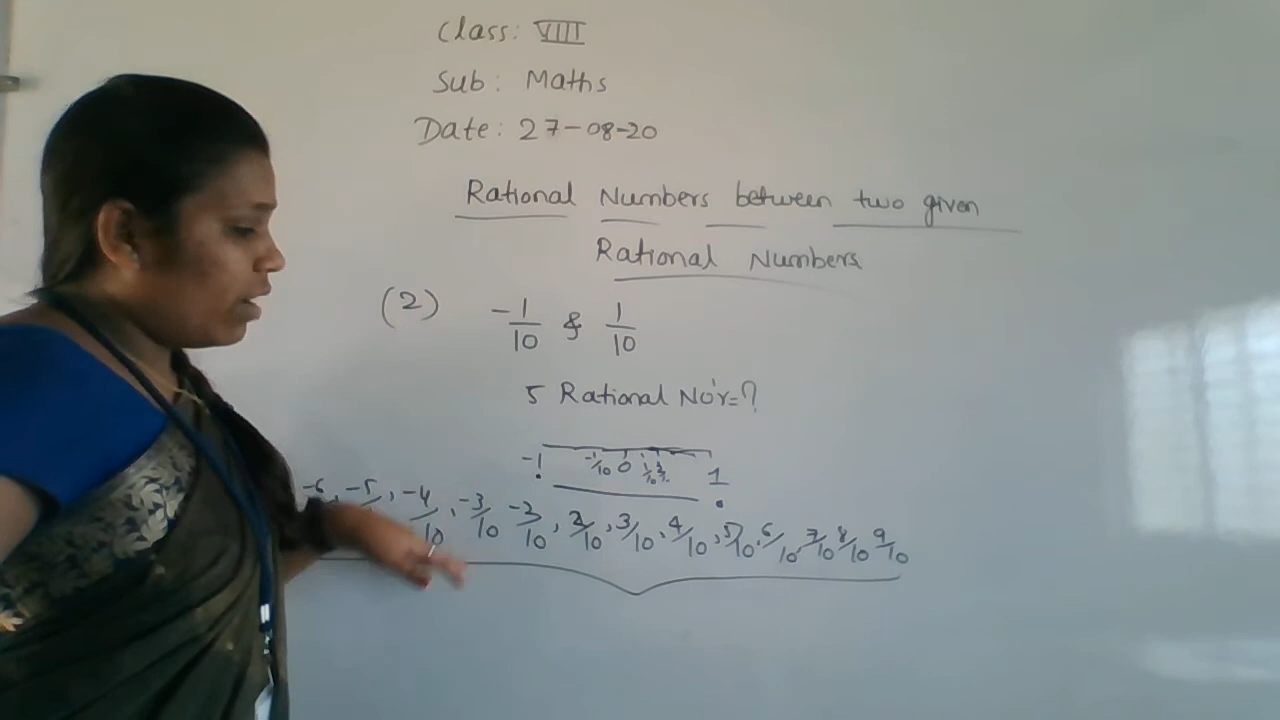 Class: VIII
Sub: Maths
Date: 27-08-20
Rational Numbers between two given
Rational Numbers
(2) -1/10 & 1/10
5 Rational No's=?
-1 -1/10 0 1/10 1
-6, -5, -4/10, -3/10 -2/10, 2/10, 3/10, 4/10, 5/10, 6/10, 7/10 8/10 9/10